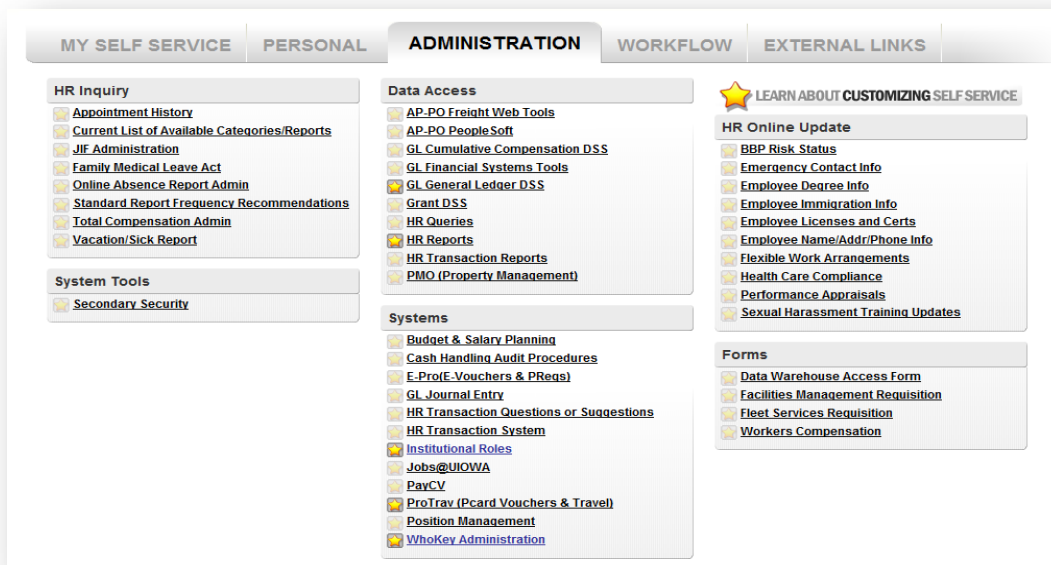 MY SELF SERVICE PERSONAL ADMINISTRATION WORKFLOW EXTERNAL LINKS
HR Inquiry
Appointment History
Current List of Available Categories/Reports
JIF Administration
Family Medical Leave Act
Online Absence Report Admin
Standard Report Frequency Recommendations
Total Compensation Admin
Vacation/Sick Report
System Tools
Secondary Security
Data Access
AP-PO Freight Web Tools
AP-PO PeopleSoft
GL Cumulative Compensation DSS
GL Financial Systems Tools
GL General Ledger DSS
Grant DSS
HR Queries
HR Reports
HR Transaction Reports
PMO (Property Management)
Systems
Budget & Salary Planning
Cash Handling Audit Procedures
E-Pro(E-Vouchers & PReqs)
GL Journal Entry
HR Transaction Questions or Suggestions
HR Transaction System
Institutional Roles
Jobs@UIOWA
PayCV
ProTrav (Pcard Vouchers & Travel)
Position Management
WhoKey Administration
LEARN ABOUT CUSTOMIZING SELF SERVICE
HR Online Update
BBP Risk Status
Emergency Contact Info
Employee Degree Info
Employee Immigration Info
Employee Licenses and Certs
Employee Name/Addr/Phone Info
Flexible Work Arrangements
Health Care Compliance
Performance Appraisals
Sexual Harassment Training Updates
Forms
Data Warehouse Access Form
Facilities Management Requisition
Fleet Services Requisition
Workers Compensation